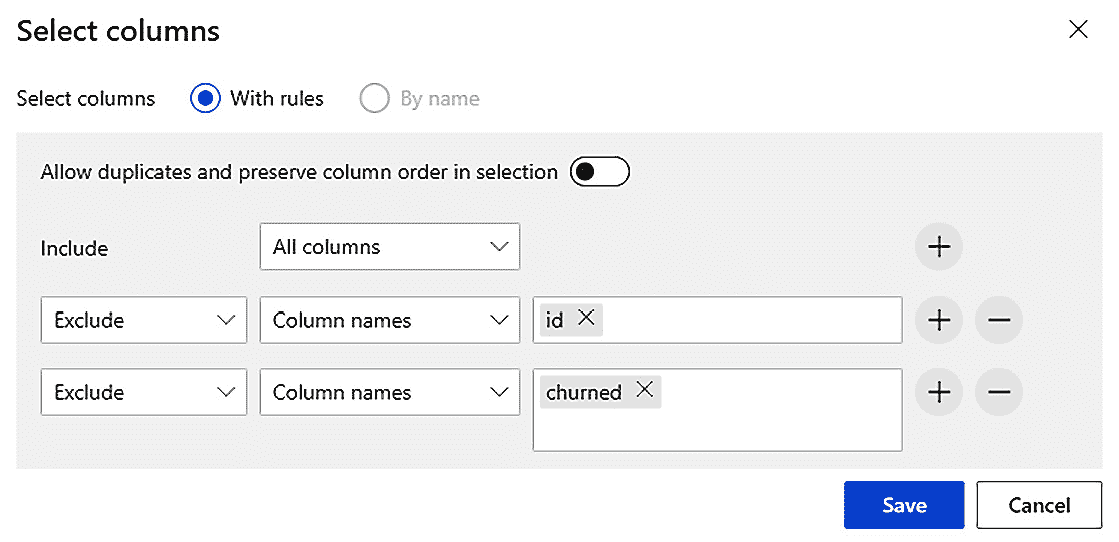 Select columns
Select columns With rules By name
Allow duplicates and preserve column order in selection
Include All columns
Exclude Column names id
Exclude Column names churned
Save Cancel